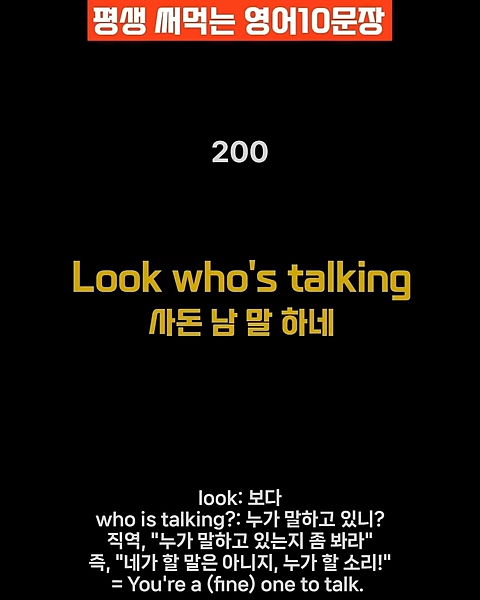 평생 써먹는 영어10문장
200
Look who's talking
사돈 남 말 하네
look: 보다
who is talking?: 누가 말하고 있니?
직역, "누가 말하고 있는지 좀 봐라"
즉, "네가 할 말은 아니지, 누가 할 소리!"
= You're a (fine) one to talk.